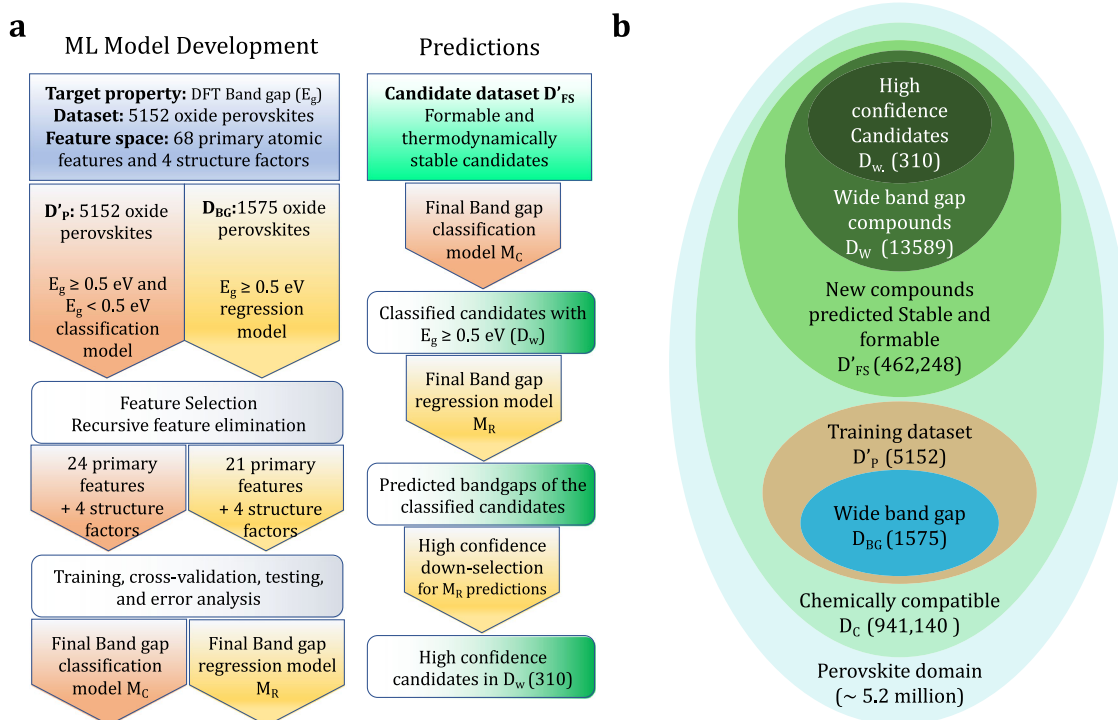 a
ML Model Development
Target property: DFT Band gap (Eg)
Dataset: 5152 oxide perovskites
Feature space: 68 primary atomic
features and 4 structure factors
D'P: 5152 oxide
perovskites
Eg ≥ 0.5 eV and
Eg < 0.5 eV
classification
model
DBG:1575 oxide
perovskites
Eg ≥ 0.5 eV
regression
model
Feature Selection
Recursive feature elimination
24 primary
features
+ 4 structure
factors
21 primary
features
+ 4 structure
factors
Training, cross-validation, testing,
and error analysis
Final Band gap
classification
model MC
Final Band gap
regression model
MR
Predictions
Candidate dataset D'FS
Formable and
thermodynamically
stable candidates
Final Band gap
classification
model MC
Classified candidates with
Eg ≥ 0.5 eV (Dw)
Final Band gap
regression model
MR
Predicted bandgaps of the
classified candidates
High confidence
down-selection
for MR predictions
High confidence
candidates in Dw (310)
b
High
confidence
Candidates
Dw. (310)
Wide band gap
compounds
DW (13589)
New compounds
predicted Stable and
formable
D'FS (462,248)
Training dataset
D'P (5152)
Wide band gap
DBG (1575)
Chemically compatible
DC (941,140 )
Perovskite domain
(~ 5.2 million)